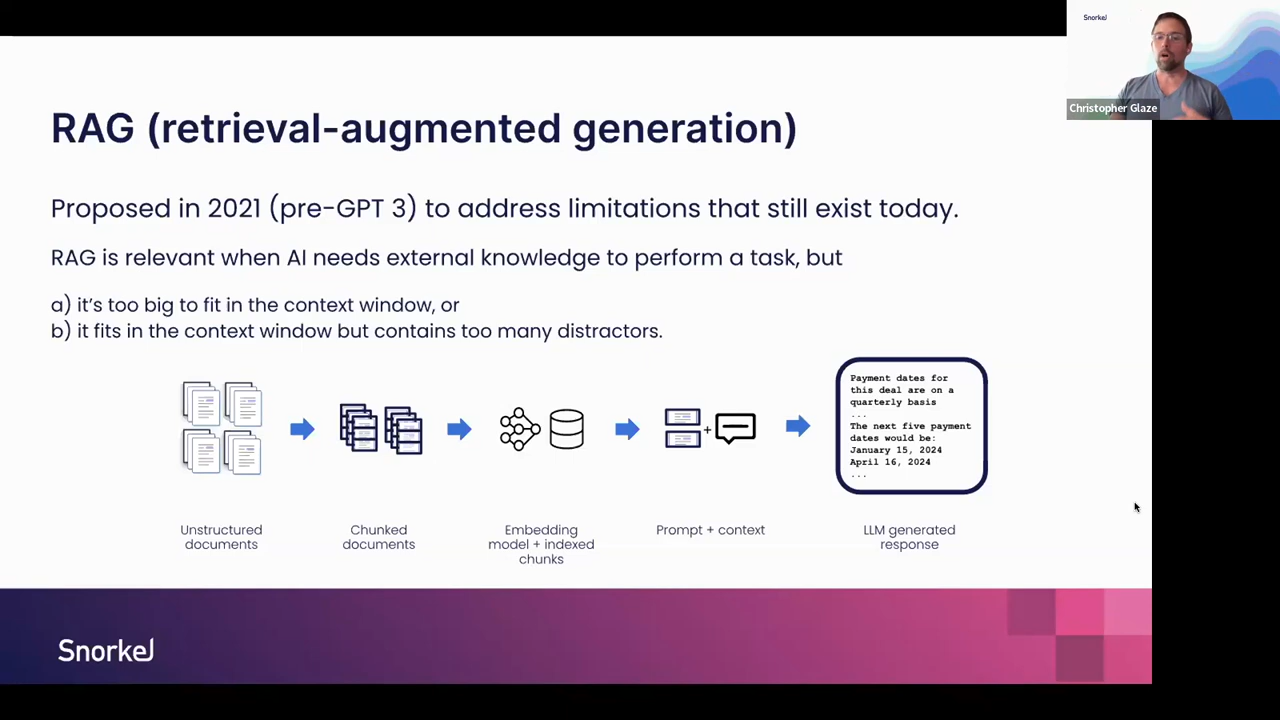 Snorkel
Christopher Glaze
RAG (retrieval-augmented generation)
Proposed in 2021 (pre-GPT 3) to address limitations that still exist today.
RAG is relevant when AI needs external knowledge to perform a task, but
a) it’s too big to fit in the context window, or
b) it fits in the context window but contains too many distractors.
Payment dates for
this deal are on a
quarterly basis
...
The next five payment
dates would be:
January 15, 2024
April 16, 2024
...
+
Unstructured
documents
Chunked
documents
Embedding
model + indexed
chunks
Prompt + context
LLM generated
response
Snorkel